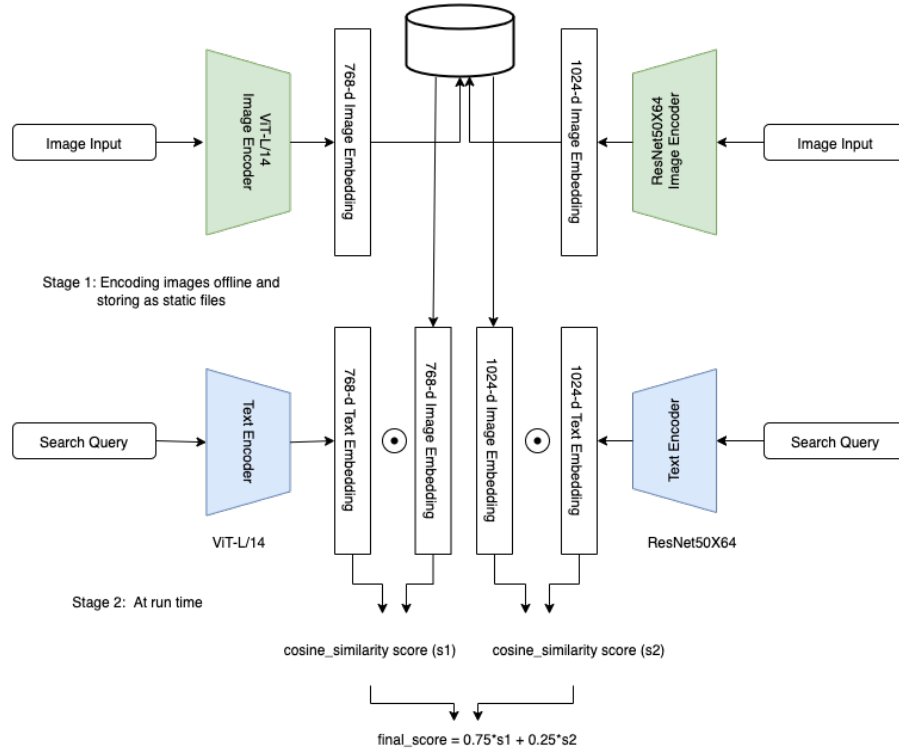 Image Input
ViT-L/14
Image Encoder
768-d Image Embedding
1024-d Image Embedding
ResNet50X64
Image Encoder
Image Input
Stage 1: Encoding images offline and
storing as static files
Search Query
Text Encoder
768-d Text Embedding
768-d Image Embedding
1024-d Image Embedding
1024-d Text Embedding
Text Encoder
Search Query
ViT-L/14
ResNet50X64
Stage 2: At run time
cosine_similarity score (s1)
cosine_similarity score (s2)
final_score = 0.75*s1 + 0.25*s2